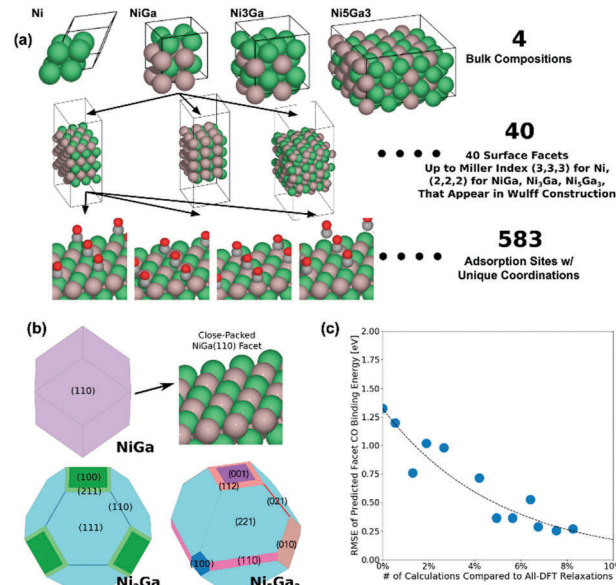 Ni
NiGa
Ni3Ga
Ni5Ga3
(a)
4
Bulk Compositions
40
40 Surface Facets
Up to Miller Index (3,3,3) for Ni,
(2,2,2) for NiGa, Ni₃Ga, Ni₅Ga₃,
That Appear in Wulff Construction
583
Adsorption Sites w/
Unique Coordinations
(b)
Close-Packed
NiGa(110) Facet
(110)
NiGa
(100)
(211)
(110)
(111)
(001)
(112)
(021)
(221)
(010)
(110)
(100)
(c)
RMSE of Predicted Facet CO Binding Energy [eV]
2.00
1.75
1.50
1.25
1.00
0.75
0.50
0.25
0.00
0%
2%
4%
6%
8%
# of Calculations Compared to All-DFT Relaxations